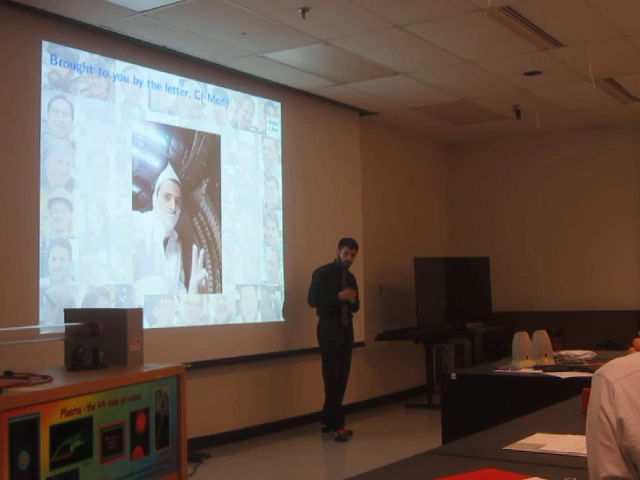 Brought to you by the letter, C(-Mod)
Plasma - the 4th state of matter